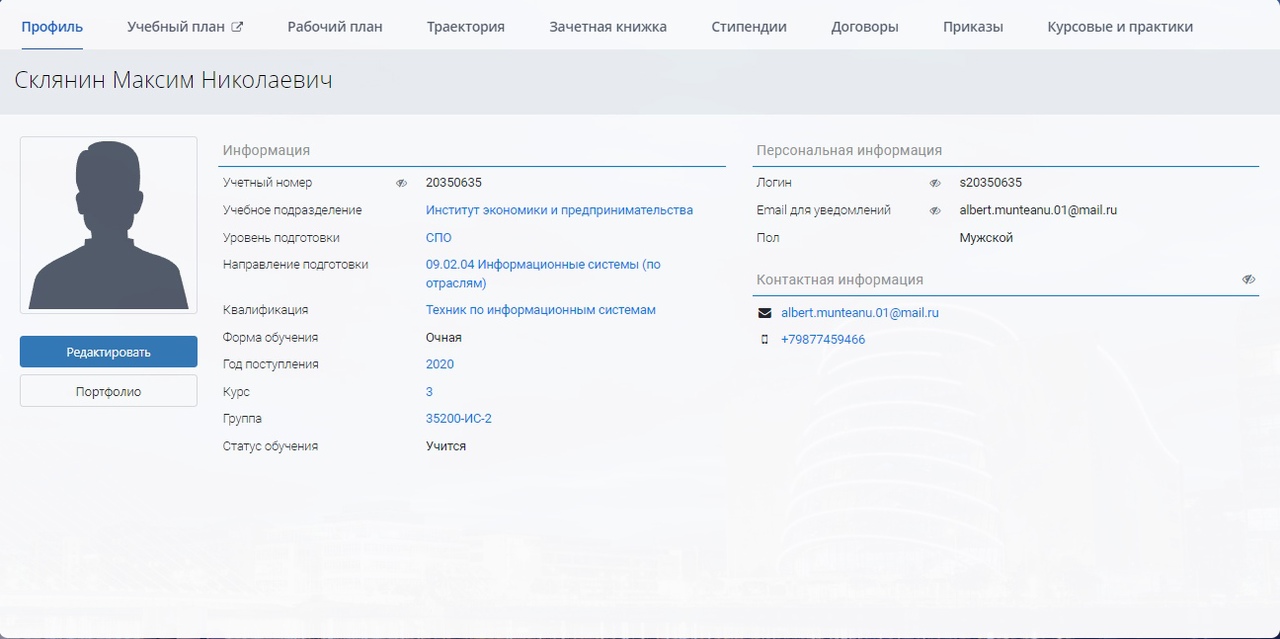 Профиль Учебный план Рабочий план Траектория Зачетная книжка Стипендии Договоры Приказы Курсовые и практики
Склянин Максим Николаевич
Редактировать
Портфолио
Информация
Учетный номер 20350635
Учебное подразделение Институт экономики и предпринимательства
Уровень подготовки СПО
Направление подготовки 09.02.04 Информационные системы (по
отраслям)
Квалификация Техник по информационным системам
Форма обучения Очная
Год поступления 2020
Курс 3
Группа 35200-ИС-2
Статус обучения Учится
Персональная информация
Логин s20350635
Email для уведомлений albert.munteanu.01@mail.ru
Пол Мужской
Контактная информация
albert.munteanu.01@mail.ru
+79877459466